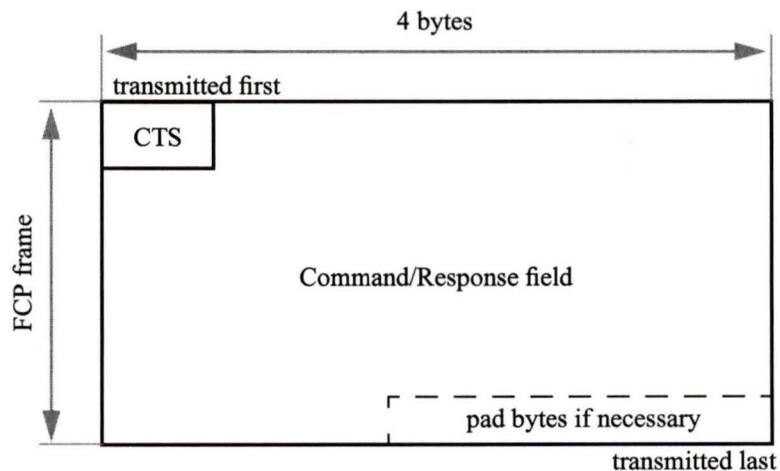 4 bytes
transmitted first
CTS
FCP frame
Command/Response field
pad bytes if necessary
transmitted last